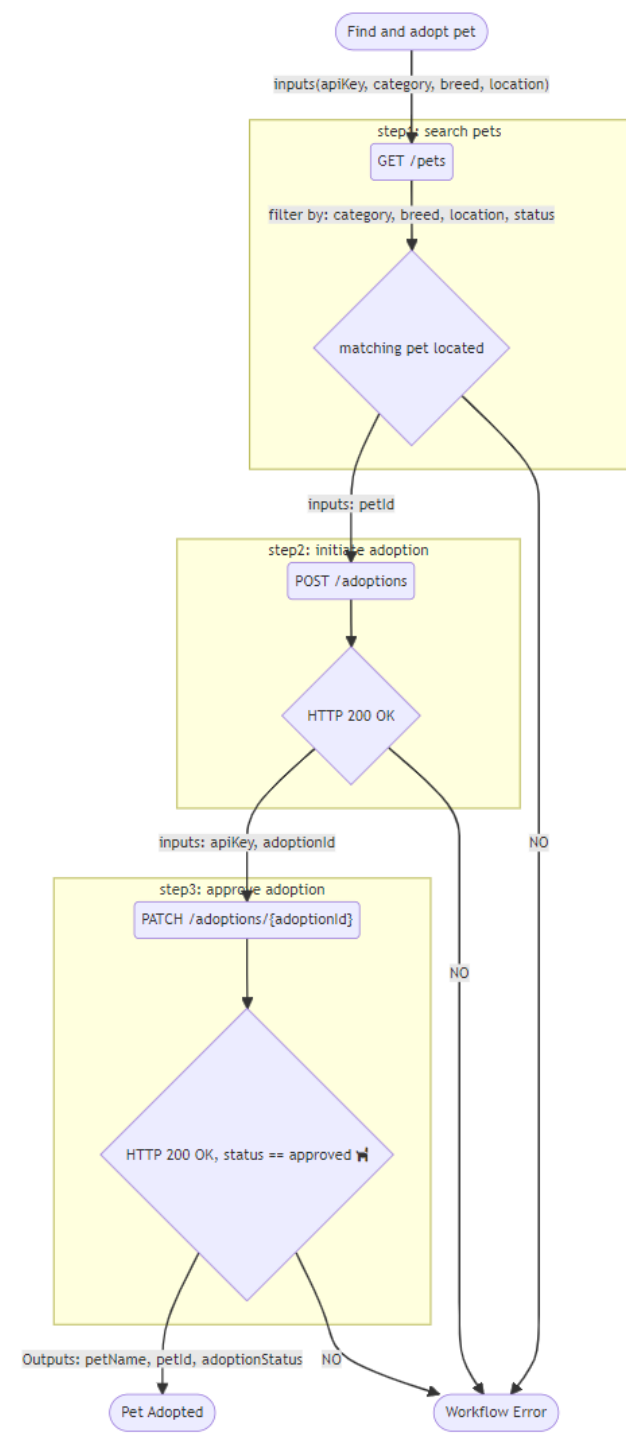 Find and adopt pet
inputs(apiKey, category, breed, location)
step1: search pets
GET /pets
filter by: category, breed, location, status
matching pet located
inputs: petId
step2: initiate adoption
POST /adoptions
HTTP 200 OK
inputs: apiKey, adoptionId
NO
step3: approve adoption
PATCH /adoptions/{adoptionId}
NO
HTTP 200 OK, status == approved 🐕
Outputs: petName, petId, adoptionStatus
NO
Pet Adopted
Workflow Error